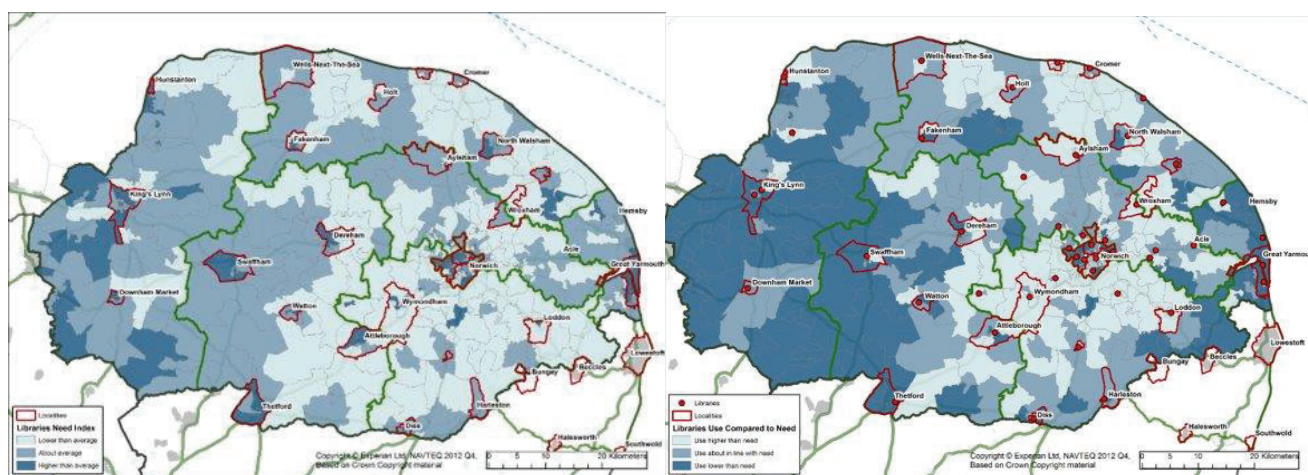 Hunstanton
Wells-Next-The-Sea
Cromer
Holt
Fakenham
North Walsham
Aylsham
King's Lynn
Wroxham
Hemsby
Dereham
Acle
Swaffham
Norwich
Great Yarmouth
Downham Market
Watton
Wymondham
Loddon
Attleborough
Lowestoft
Bungay
Beccles
Thetford
Harleston
Diss
Halesworth
Southwold
Localities
Libraries Need Index
Lower than average
About average
Higher than average
Copyright © Experian Ltd, NAVTEQ 2012 Q4,
Based on Crown Copyright material
0 5 10 20 Kilometers
Hunstanton
Wells-Next-The-Sea
Cromer
Holt
Fakenham
North Walsham
Aylsham
King's Lynn
Wroxham
Hemsby
Dereham
Acle
Swaffham
Norwich
Great Yarmouth
Downham Market
Watton
Wymondham
Loddon
Attleborough
Lowestoft
Bungay
Beccles
Thetford
Harleston
Diss
Halesworth
Southwold
Libraries
Localities
Libraries Use Compared to Need
Use higher than need
Use about in line with need
Use lower than need
Copyright © Experian Ltd, NAVTEQ 2012 Q4,
Based on Crown Copyright material
0 5 10 20 Kilometers